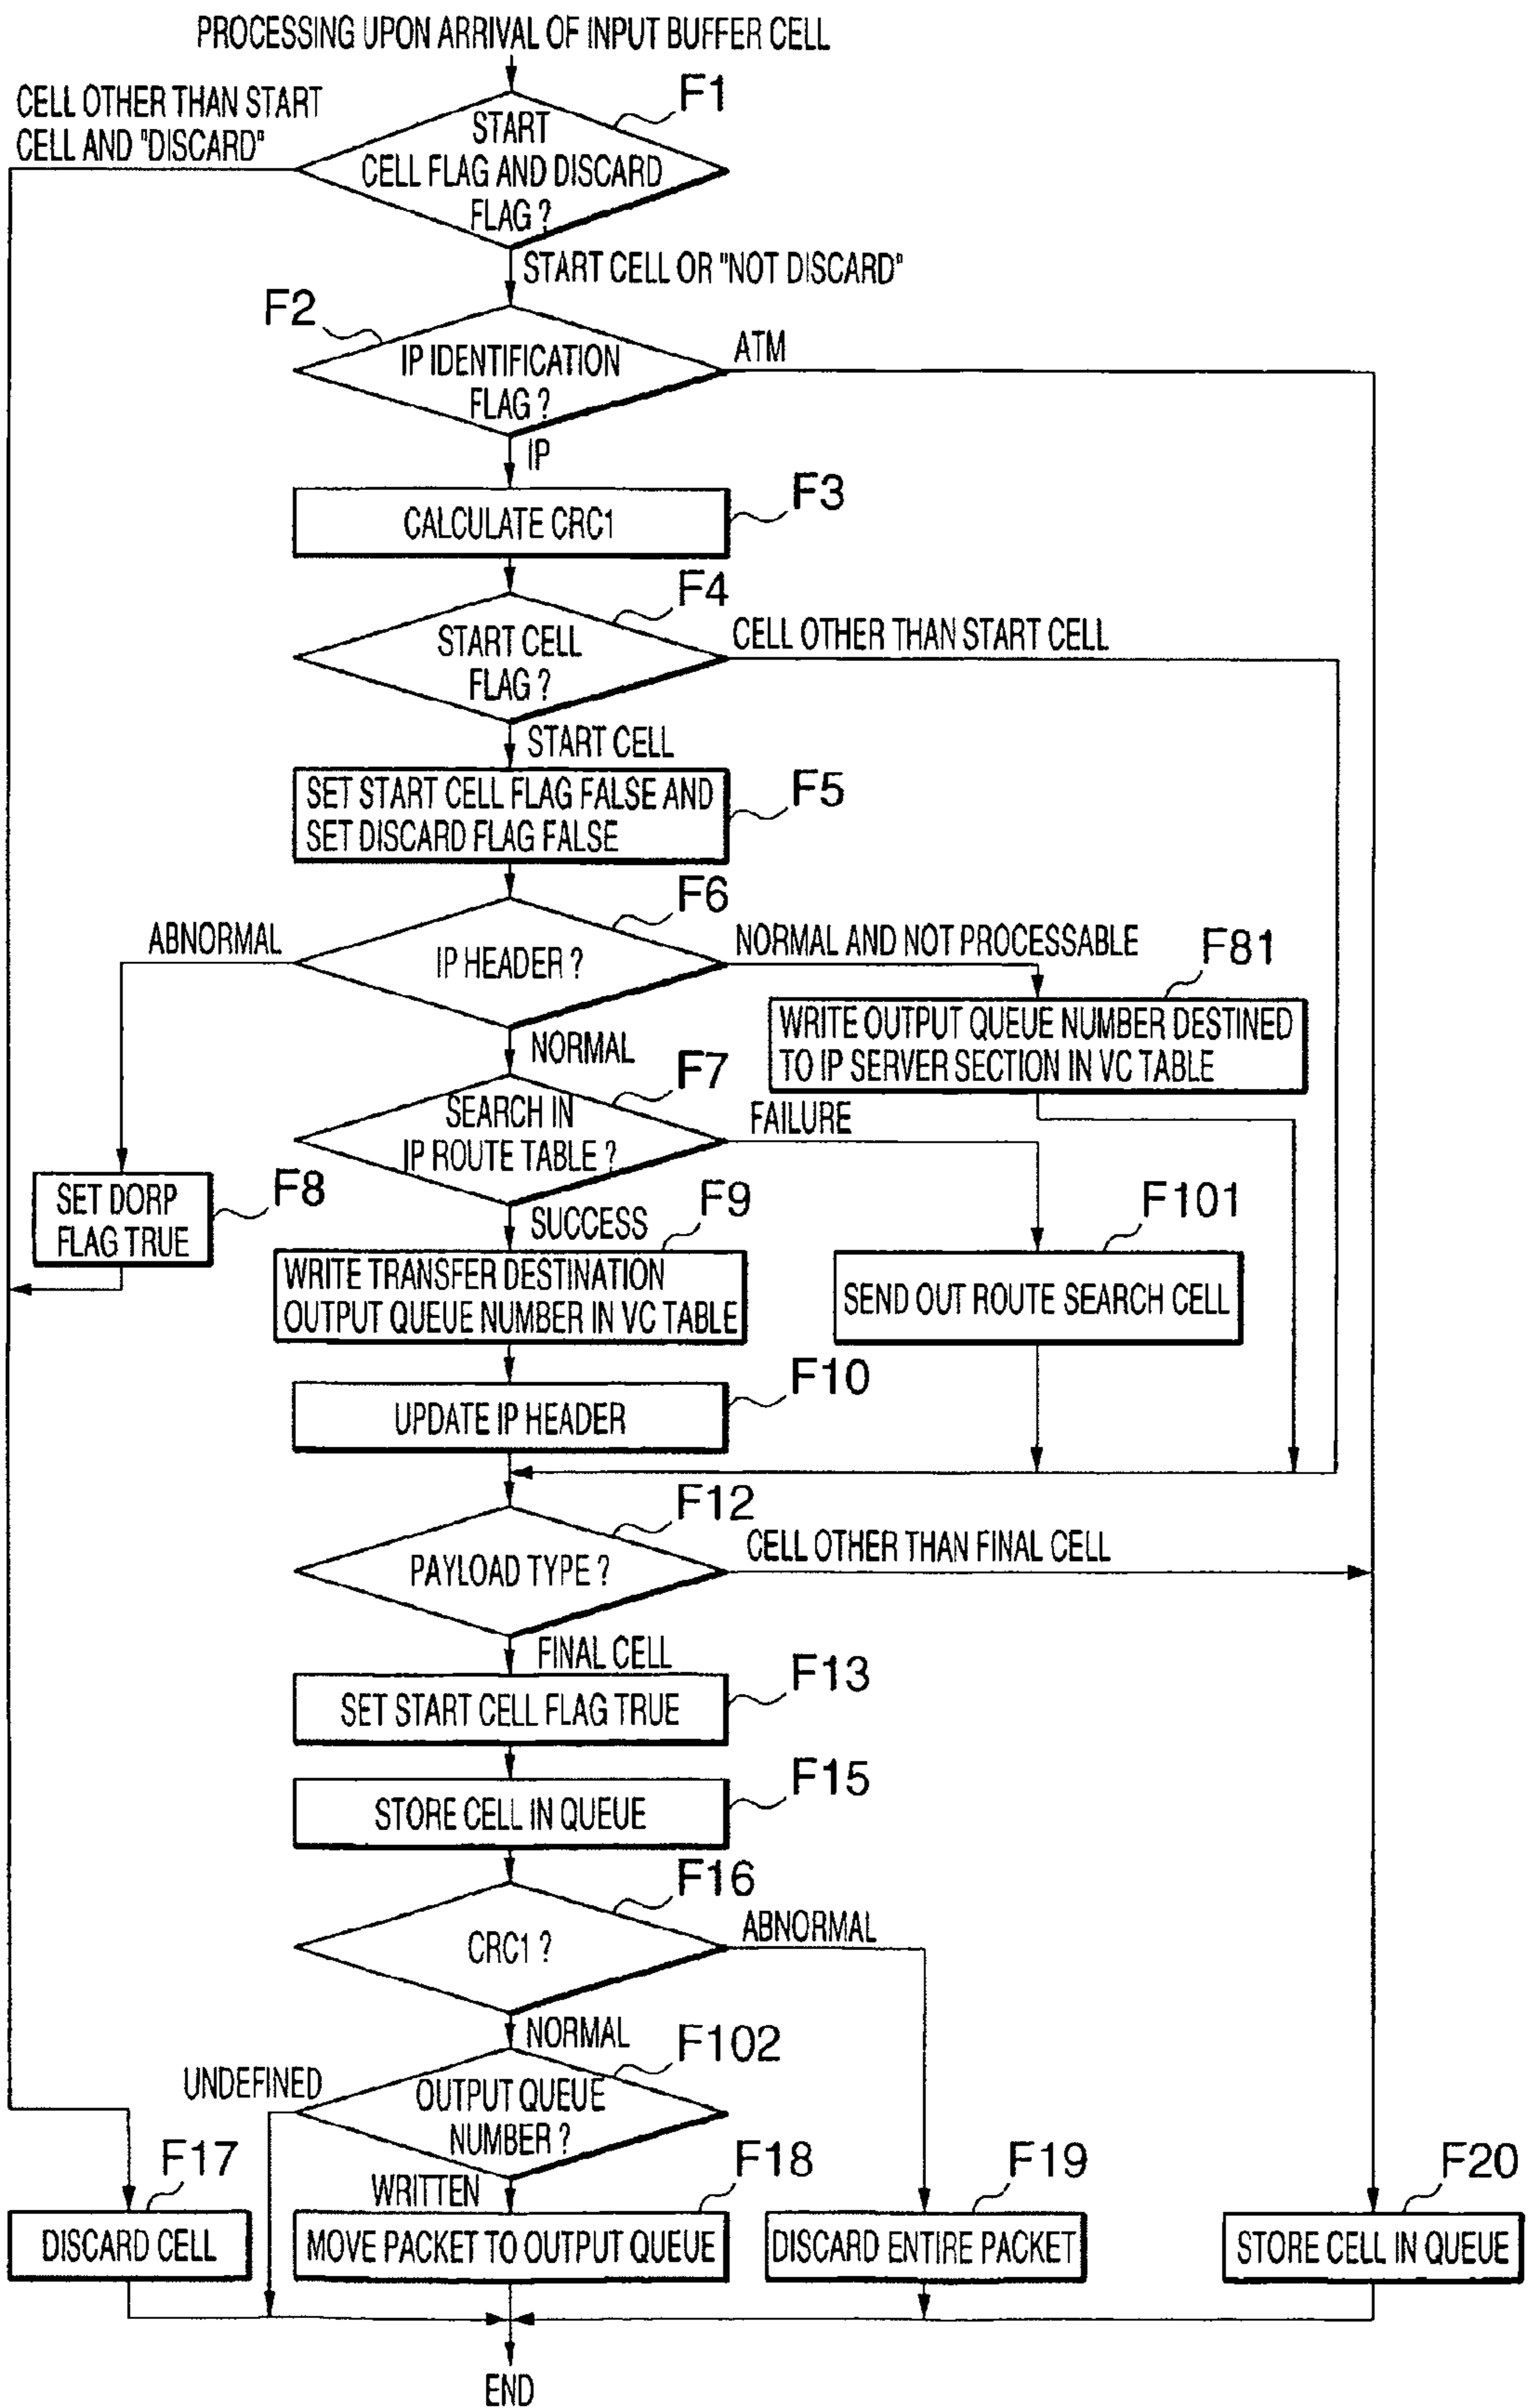 PROCESSING UPON ARRIVAL OF INPUT BUFFER CELL
CELL OTHER THAN START
CELL AND "DISCARD"
F1
START
CELL FLAG AND DISCARD
FLAG ?
START CELL OR "NOT DISCARD"
F2
IP IDENTIFICATION
FLAG ?
ATM
IP
F3
CALCULATE CRC1
F4
START CELL
FLAG ?
CELL OTHER THAN START CELL
START CELL
F5
SET START CELL FLAG FALSE AND
SET DISCARD FLAG FALSE
F6
ABNORMAL
IP HEADER ?
NORMAL AND NOT PROCESSABLE
F81
WRITE OUTPUT QUEUE NUMBER DESTINED
TO IP SERVER SECTION IN VC TABLE
NORMAL
F7
SEARCH IN
IP ROUTE TABLE ?
FAILURE
F8
SET DORP
FLAG TRUE
SUCCESS
F9
WRITE TRANSFER DESTINATION
OUTPUT QUEUE NUMBER IN VC TABLE
F101
SEND OUT ROUTE SEARCH CELL
F10
UPDATE IP HEADER
F12
PAYLOAD TYPE ?
CELL OTHER THAN FINAL CELL
FINAL CELL
F13
SET START CELL FLAG TRUE
F15
STORE CELL IN QUEUE
F16
CRC1 ?
ABNORMAL
NORMAL
F102
UNDEFINED
OUTPUT QUEUE
NUMBER ?
WRITTEN
F17
DISCARD CELL
F18
MOVE PACKET TO OUTPUT QUEUE
F19
DISCARD ENTIRE PACKET
F20
STORE CELL IN QUEUE
END